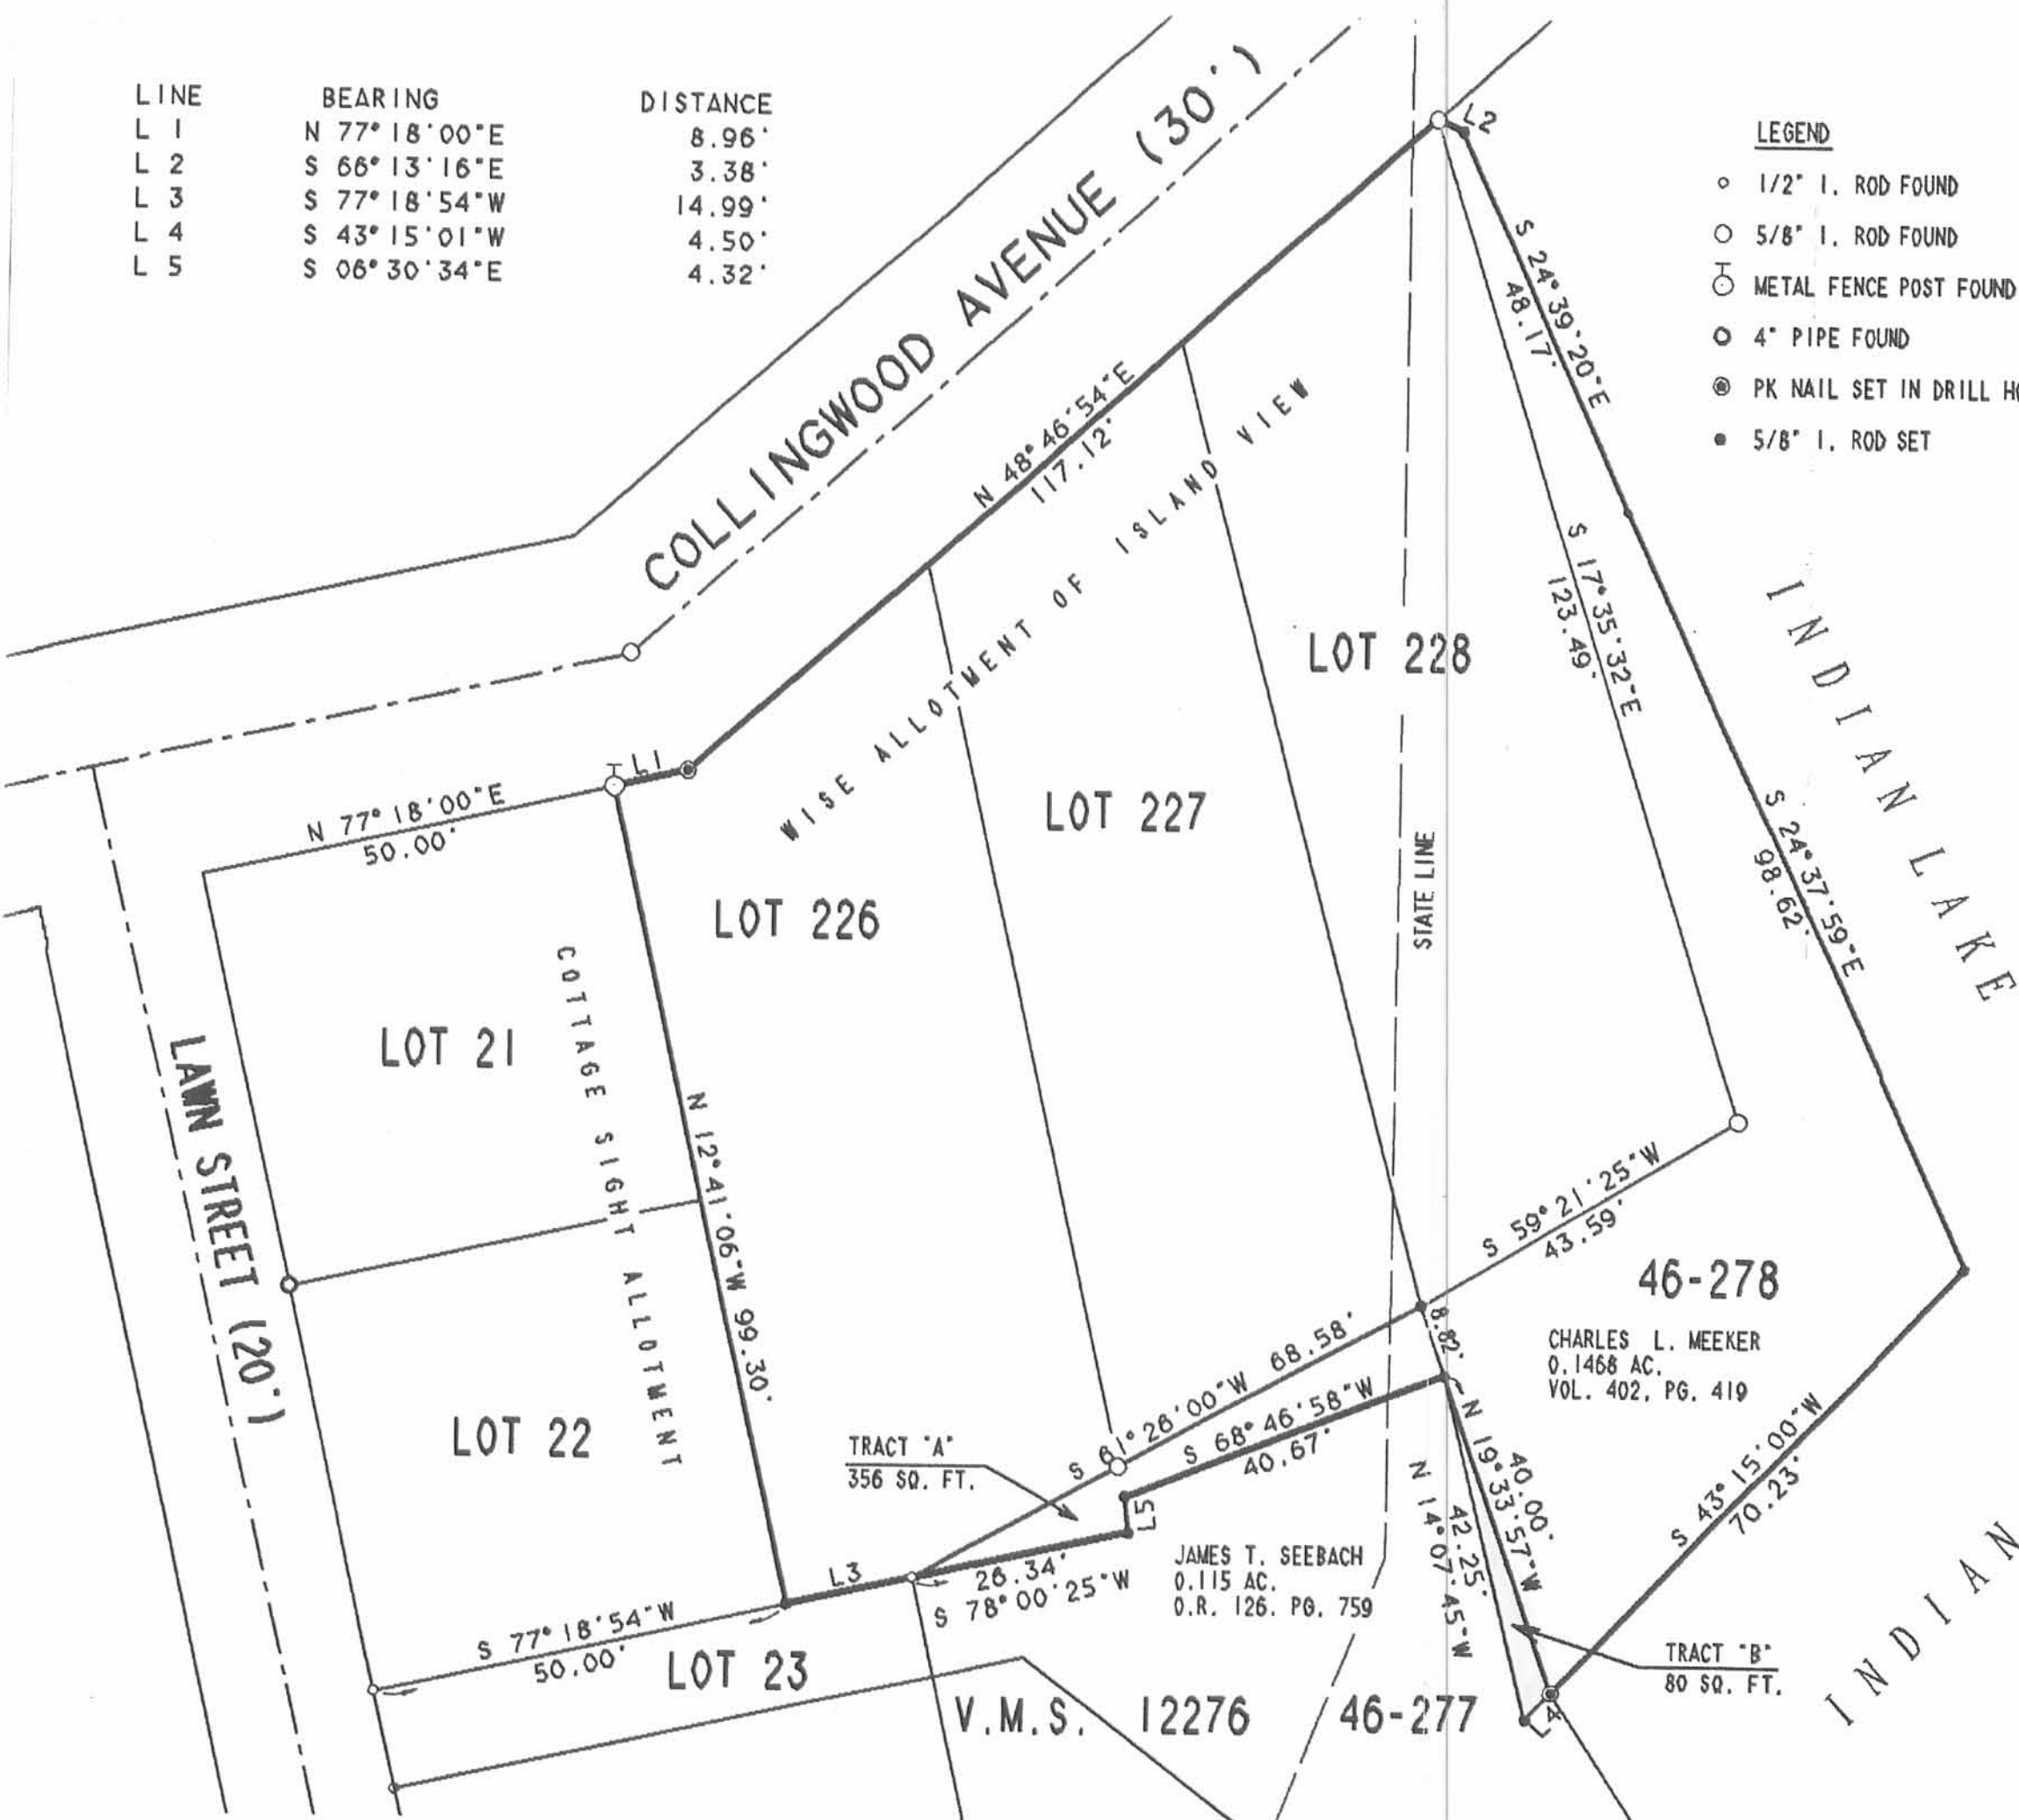 LINE BEARING DISTANCE
L 1 N 77°18'00"E 8.96'
L 2 S 66°13'16"E 3.38'
L 3 S 77°18'54"W 14.99'
L 4 S 43°15'01"W 4.50'
L 5 S 06°30'34"E 4.32'
COLLINGWOOD AVENUE (30')
LEGEND
1/2" I. ROD FOUND
5/8" I. ROD FOUND
METAL FENCE POST FOUND
4" PIPE FOUND
PK NAIL SET IN DRILL
5/8" I. ROD SET
L2
S 24°39'20"E
48.17'
N 48°46'54"E
117.12'
WISE ALLOTMENT OF ISLAND VIEW
S 17°35'32"E
123.49'
INDIAN LAKE
LOT 228
L1
N 77°18'00"E
50.00'
LOT 227
S 24°37'59"E
98.62'
STATE LINE
LOT 226
COTTAGE SIGHT ALLOTMENT
LOT 21
LAWN STREET (20')
N 12°41'06"W 99.30'
S 59°21'25"W
43.59'
46-278
CHARLES L. MEEKER
0.1468 AC.
VOL. 402, PG. 419
8.82'
S 61°26'00"W 68.58'
S 68°46'58"W
40.67'
LOT 22
TRACT "A"
356 SQ. FT.
N 19°33'57"W
40.00'
N 14°07'45"W
42.25'
S 43°15'00"W
70.23'
L5
JAMES T. SEEBACH
0.115 AC.
O.R. 126. PG. 759
L3
26.34'
S 78°00'25"W
S 77°18'54"W
50.00'
LOT 23
TRACT "B"
80 SQ. FT.
L4
V.M.S. 12276
46-277
INDIAN